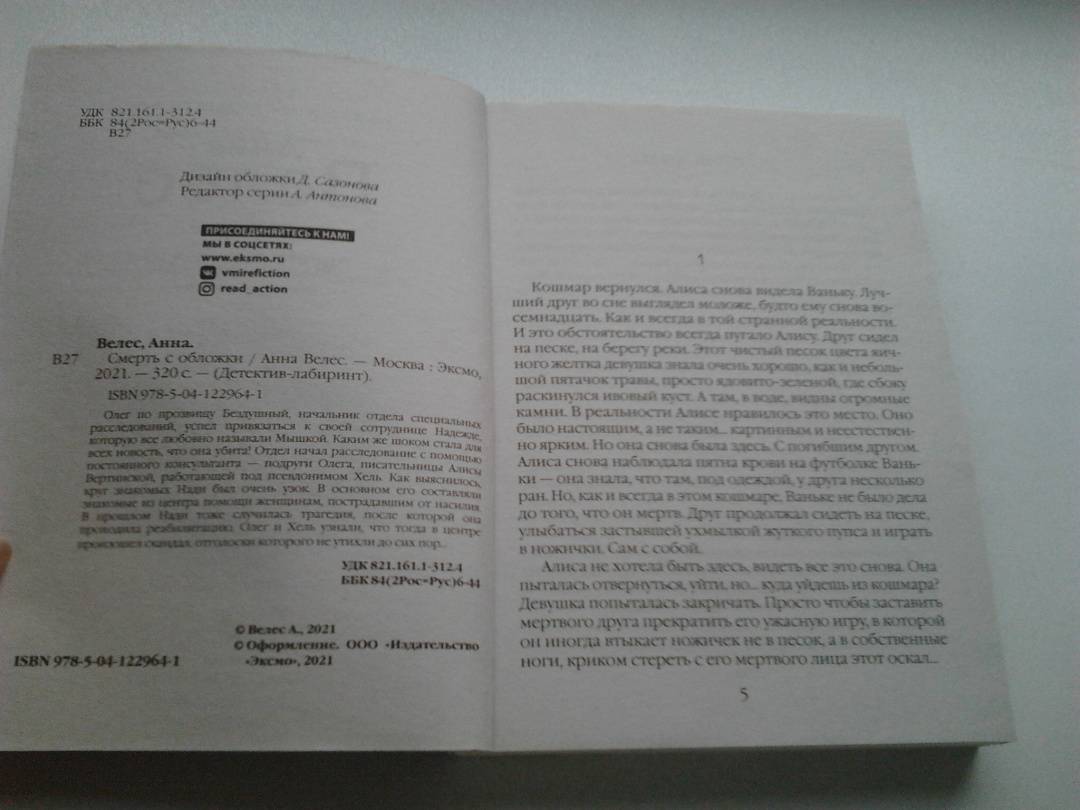 УДК 821.161.1-312.4
ББК 84(2Рос=Рус)6-44
В27
Дизайн обложки Д. Сазонова
Редактор серии А. Антонова
ПРИСОЕДИНЯЙТЕСЬ К НАМ!
МЫ В СОЦСЕТЯХ:
www.eksmo.ru
vmirefiction
read_action
Велес, Анна.
В27 Смерть с обложки / Анна Велес. — Москва : Эксмо,
2021. — 320 с. — (Детектив-лабиринт).
ISBN 978-5-04-122964-1
Олег по прозвищу Бездушный, начальник отдела специальных
расследований, успел привязаться к своей сотруднице Надежде,
которую все любовно называли Мышкой. Каким же шоком стала для
всех новость, что она убита! Отдел начал расследование с помощью
постоянного консультанта — подруги Олега, писательницы Алисы
Вертинской, работающей под псевдонимом Хель. Как выяснилось,
круг знакомых Нади был очень узок. В основном его составляли
знакомые из центра помощи женщинам, пострадавшим от насилия.
В прошлом Нади тоже случилась трагедия, после которой она
проходила реабилитацию. Олег и Хель узнали, что тогда в центре
произошел скандал, отголоски которого не утихли до сих пор...
УДК 821.161.1-312.4
ББК 84(2Рос=Рус)6-44
© Велес А., 2021
© Оформление. ООО «Издательство
«Эксмо», 2021
ISBN 978-5-04-122964-1
1
Кошмар вернулся. Алиса снова видела Ваньку. Луч-
ший друг во сне выглядел моложе, будто ему снова во-
семнадцать. Как и всегда в той странной реальности.
И это обстоятельство всегда пугало Алису. Друг сидел
на песке, на берегу реки. Этот чистый песок цвета яич-
ного желтка девушка знала очень хорошо, как и неболь-
шой пятачок травы, просто ядовито-зеленой, где сбоку
раскинулся ивовый куст. А там, в воде, видны огромные
камни. В реальности Алисе нравилось это место. Оно
было настоящим, а не таким... картинным и неестествен-
но ярким. Но она снова была здесь. С погибшим другом.
Алиса снова наблюдала пятна крови на футболке Вань-
ки — она знала, что там, под одеждой, у друга несколько
ран. Но, как и всегда в этом кошмаре, Ваньке не было дела
до того, что он мертв. Друг продолжал сидеть на песке,
улыбаться застывшей ухмылкой жуткого пупса и играть
в ножички. Сам с собой.
Алиса не хотела быть здесь, видеть все это снова. Она
пыталась отвернуться, уйти, но... куда уйдешь из кошмара?
Девушка попыталась закричать. Просто чтобы заставить
мертвого друга прекратить его ужасную игру, в которой
он иногда втыкает ножичек не в песок, а в собственные
ноги, криком стереть с его мертвого лица этот оскал...
5